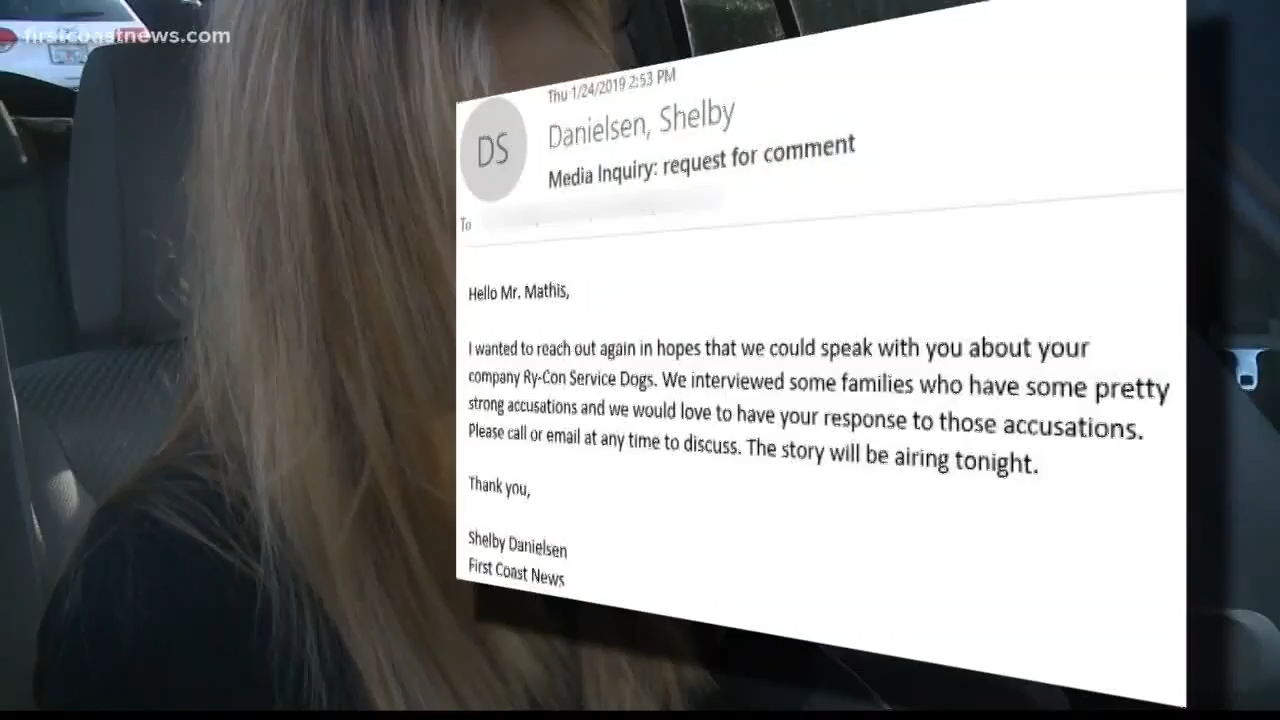 firstcoastnews.com
Thu 1/24/2019 2:53 PM
DS
Danielsen, Shelby
Media Inquiry: request for comment
To
Hello Mr. Mathis,
I wanted to reach out again in hopes that we could speak with you about your
company Ry-Con Service Dogs. We interviewed some families who have some pretty
strong accusations and we would love to have your response to those accusations.
Please call or email at any time to discuss. The story will be airing tonight.
Thank you,
Shelby Danielsen
First Coast News